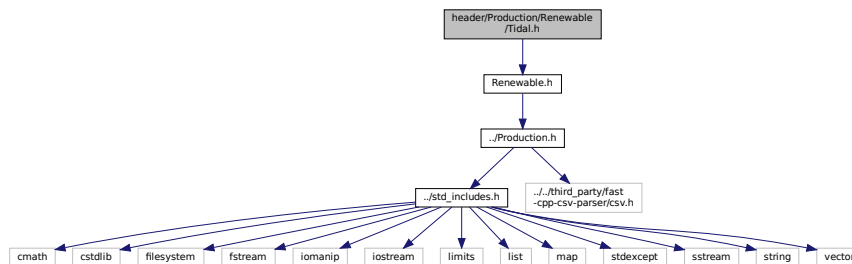 header/Production/Renewable
/Tidal.h
Renewable.h
../Production.h
../std_includes.h
../../third_party/fast
-cpp-csv-parser/csv.h
cmath
cstdlib
filesystem
fstream
iomanip
iostream
limits
list
map
stdexcept
sstream
string
vector